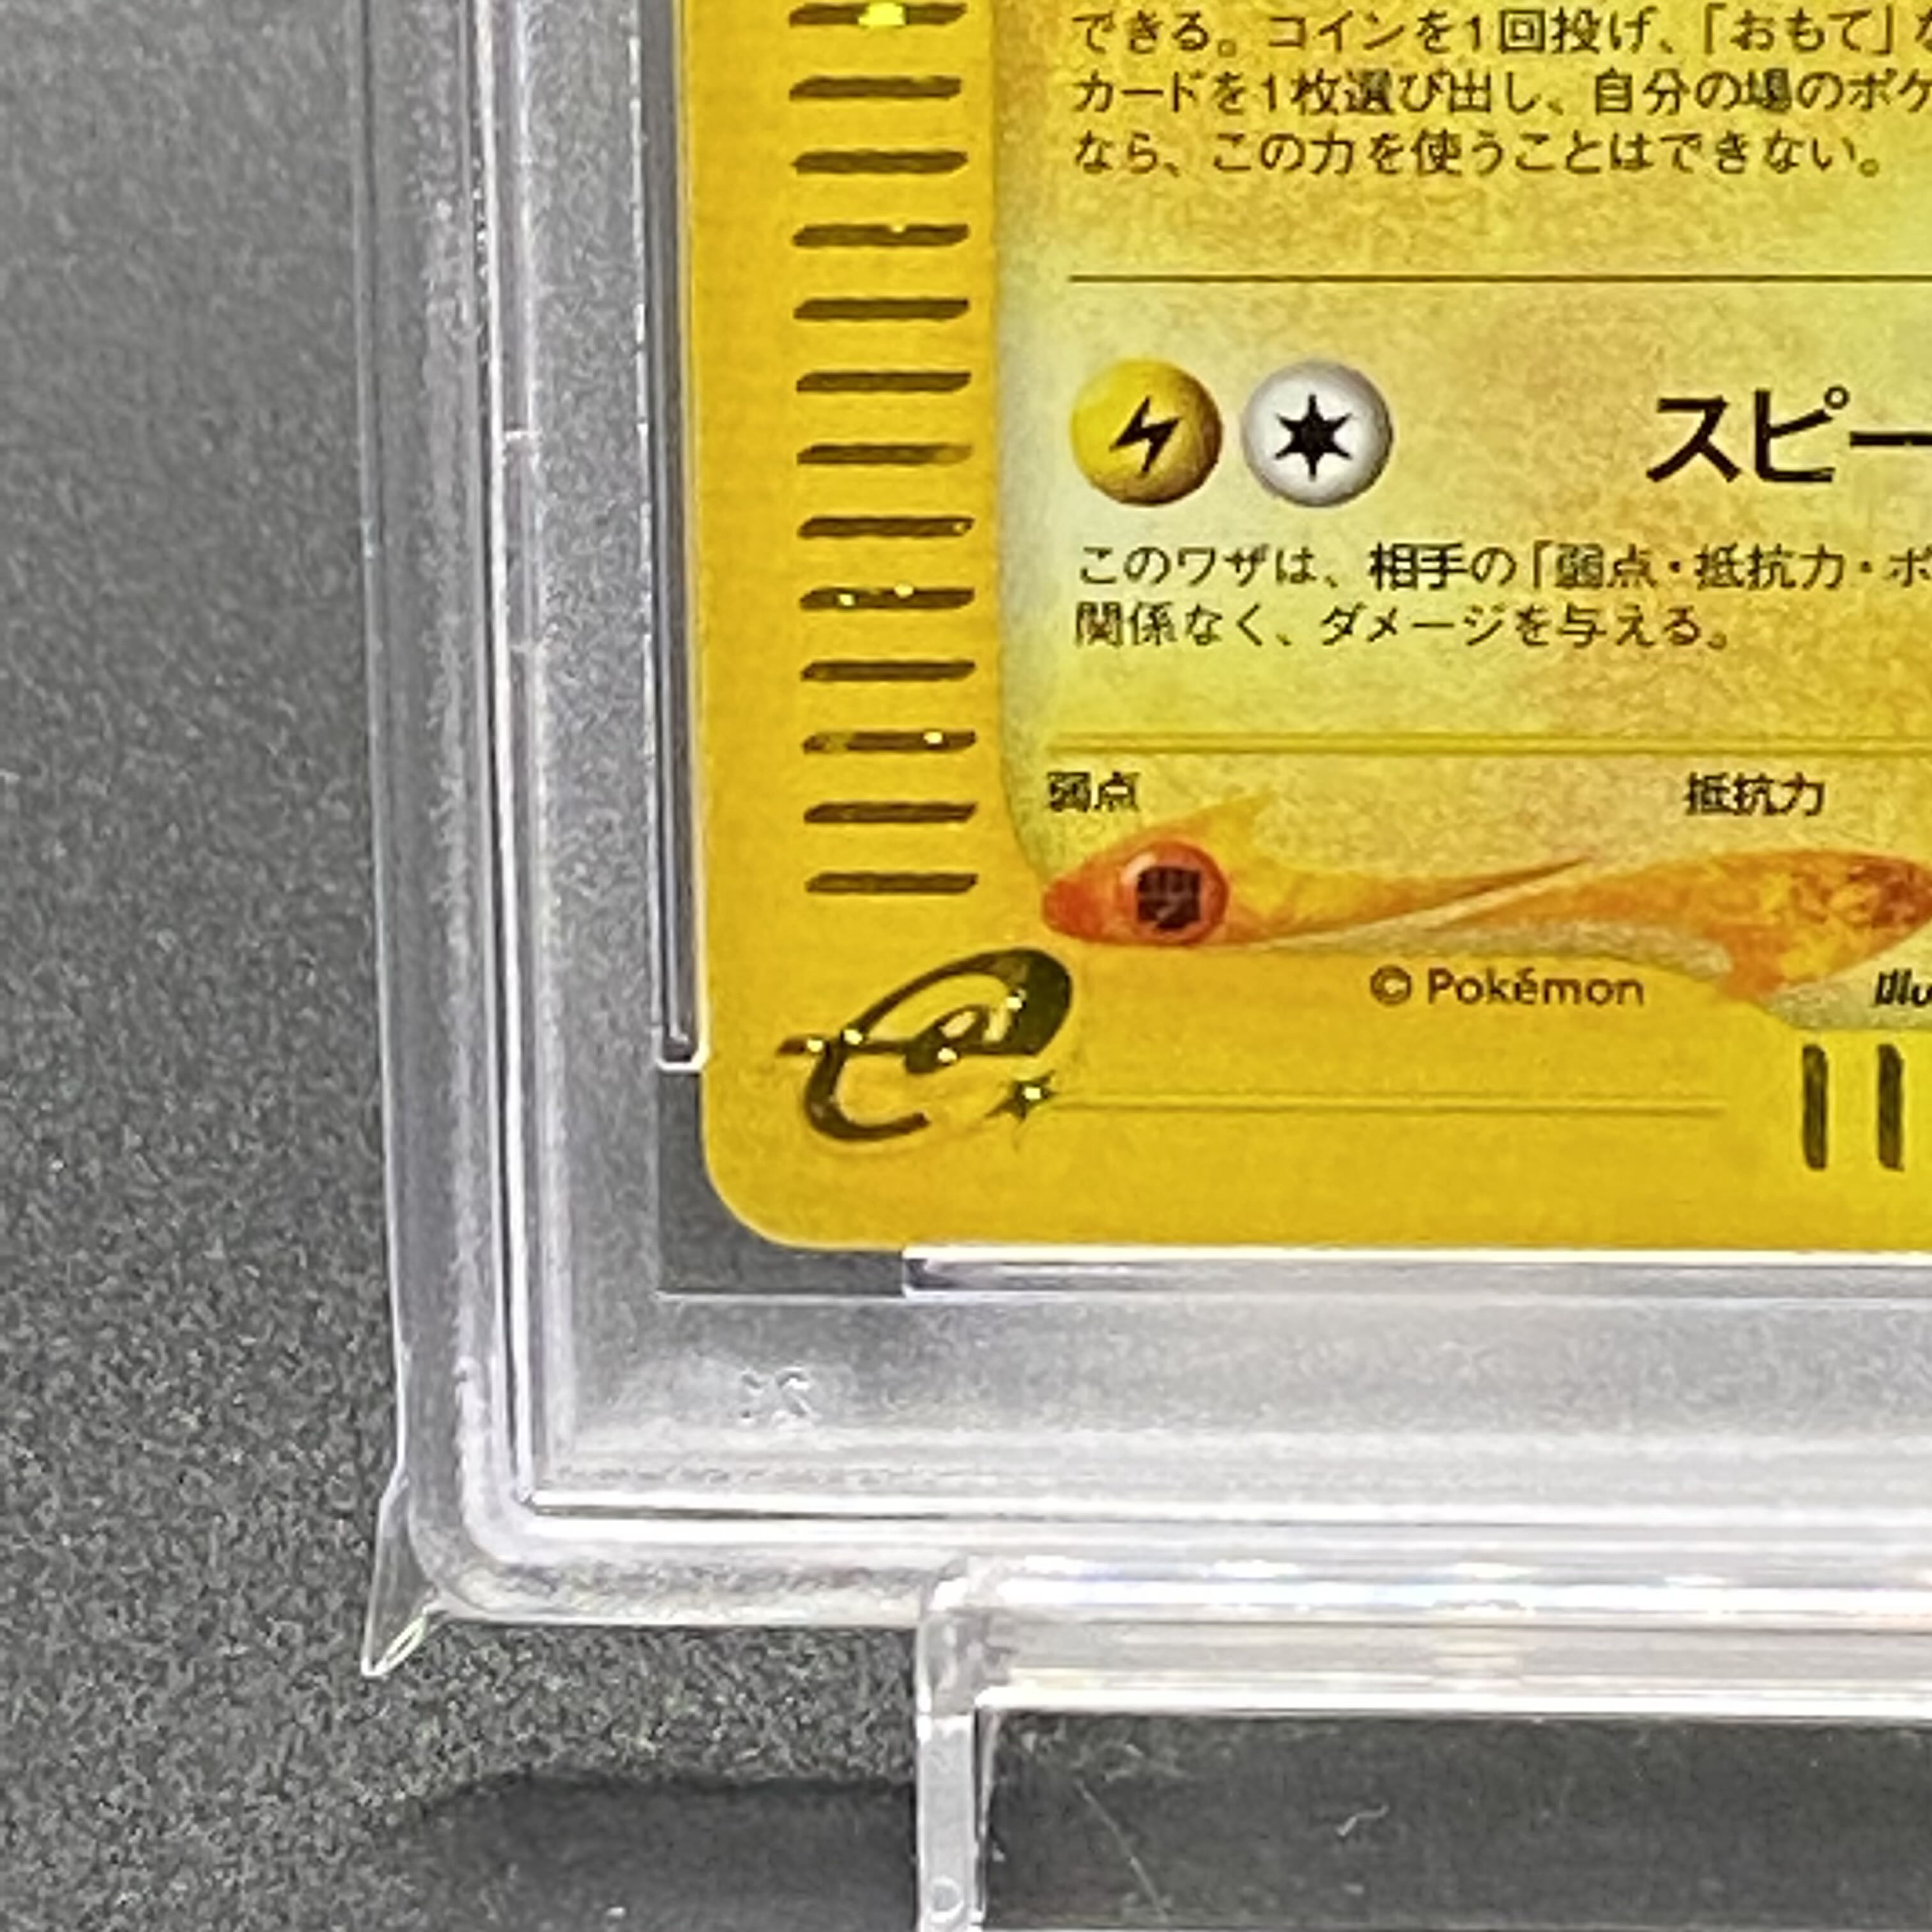 できる。コインを1回投げ、「おもて」な
カードを1枚選び出し、自分の場のポケ
なら、この力を使うことはできない。
スピー
このワザは、相手の「弱点・抵抗力・ポ
関係なく、ダメージを与える。
弱点 抵抗力
© Pokémon Illu
e